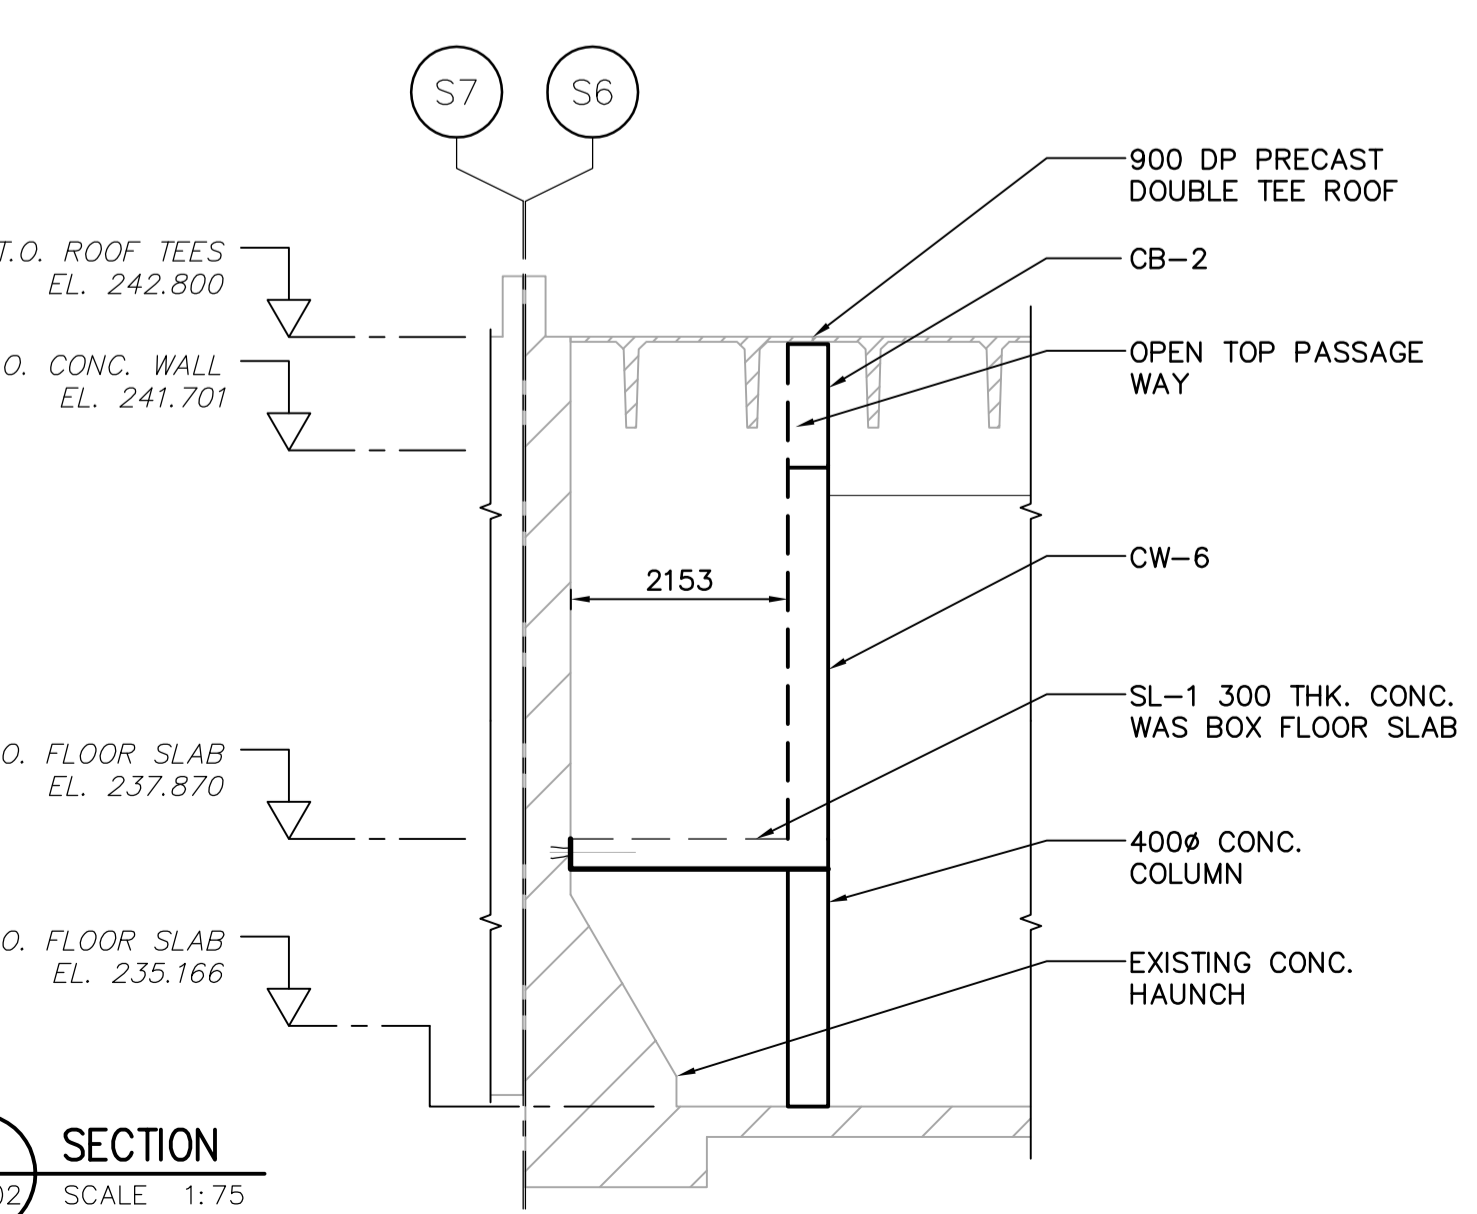 S7 S6
T.O. ROOF TEES
EL. 242.800
O. CONC. WALL
EL. 241.701
O. FLOOR SLAB
EL. 237.870
O. FLOOR SLAB
EL. 235.166
900 DP PRECAST
DOUBLE TEE ROOF
CB-2
OPEN TOP PASSAGE
WAY
2153
CW-6
SL-1 300 THK. CONC.
WAS BOX FLOOR SLAB
400ø CONC.
COLUMN
EXISTING CONC.
HAUNCH
SECTION
02 SCALE 1:75